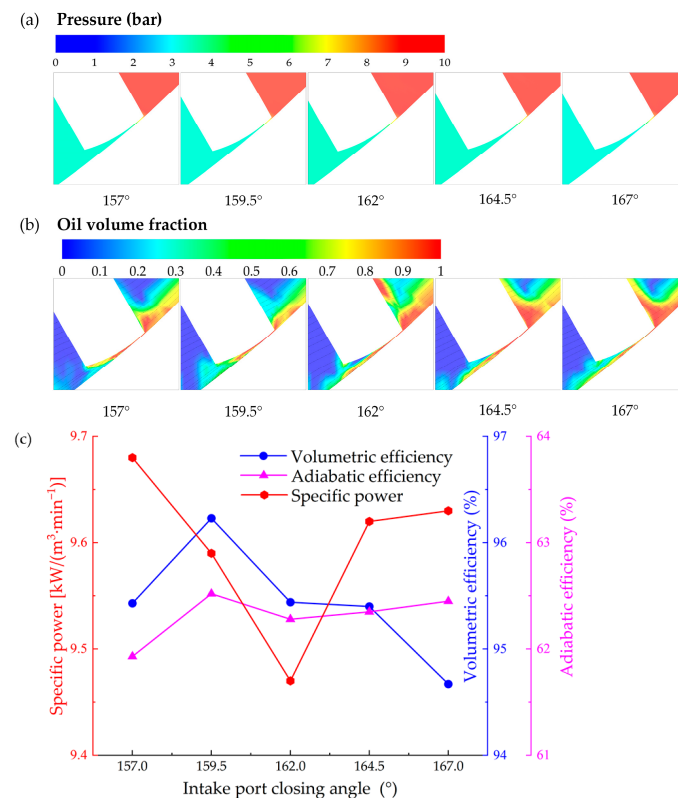 (a) Pressure (bar)
0 1 2 3 4 5 6 7 8 9 10
157° 159.5° 162° 164.5° 167°
(b) Oil volume fraction
0 0.1 0.2 0.3 0.4 0.5 0.6 0.7 0.8 0.9 1
157° 159.5° 162° 164.5° 167°
(c)
Volumetric efficiency
Adiabatic efficiency
Specific power
Specific power [kW/(m³·min⁻¹)]
9.7
9.6
9.5
9.4
Volumetric efficiency (%)
97
96
95
94
Adiabatic efficiency (%)
64
63
62
61
157.0 159.5 162.0 164.5 167.0
Intake port closing angle (°)